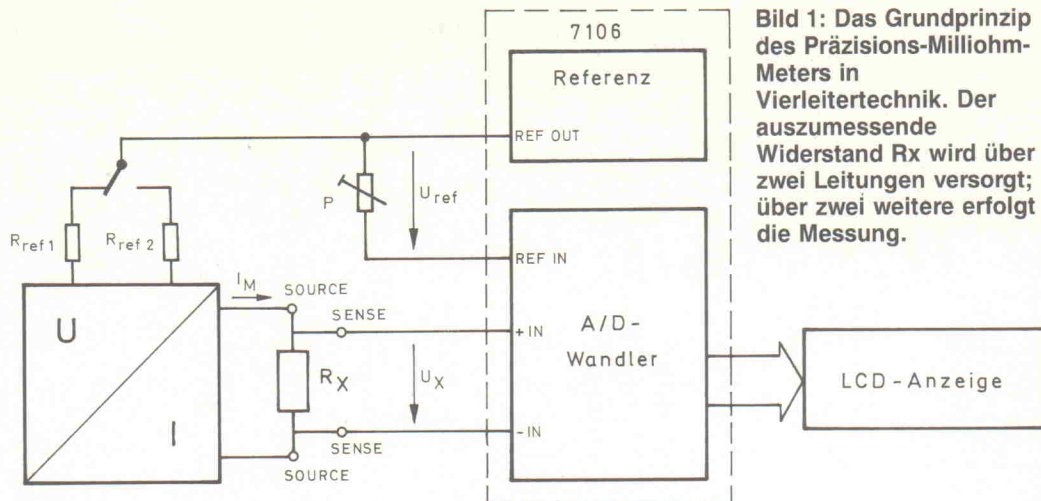 7106
Referenz
REF OUT
P
U ref
REF IN
R ref 1
R ref 2
U
I
I M
SOURCE
SENSE
+ IN
R X
U X
A/D-
Wandler
- IN
SENSE
SOURCE
LCD-Anzeige
Bild 1: Das Grundprinzip
des Präzisions-Milliohm-
Meters in
Vierleitertechnik. Der
auszumessende
Widerstand Rx wird über
zwei Leitungen versorgt;
über zwei weitere erfolgt
die Messung.